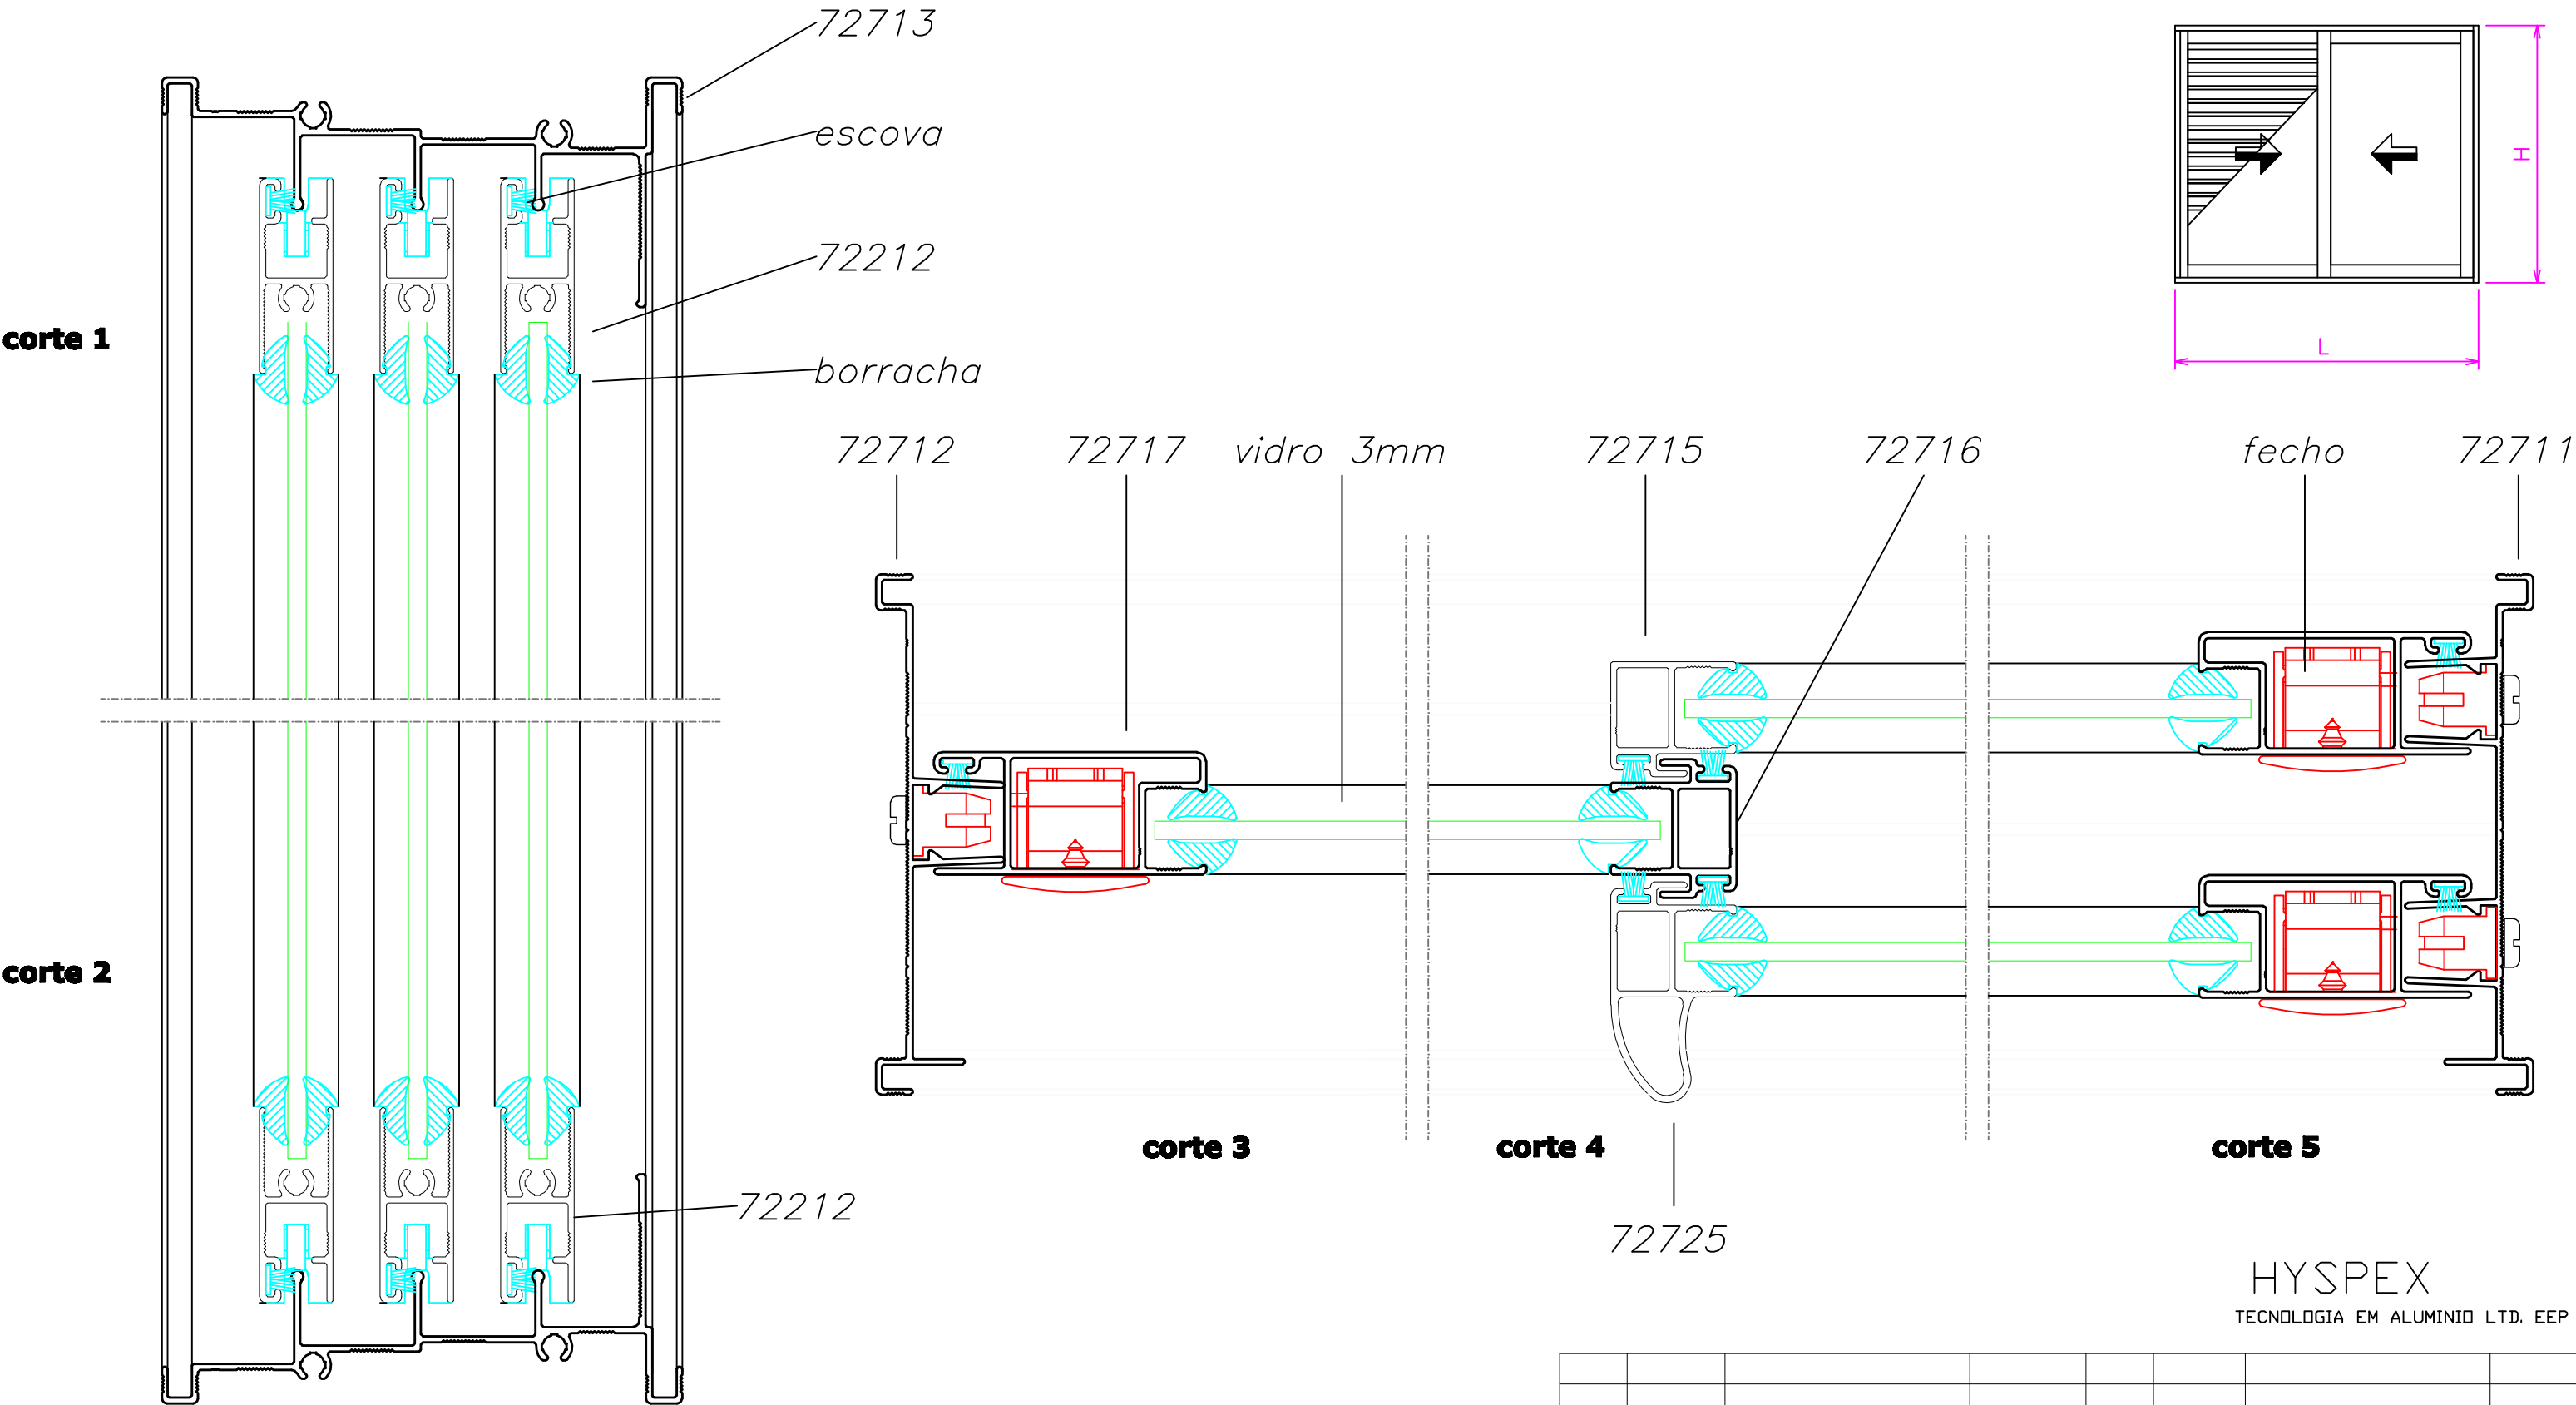 72713
escova
72212
corte 1
borracha
H
L
72712 72717 vidro 3mm 72715 72716 fecho 72711
corte 2
corte 3 corte 4 corte 5
72212
72725
HYSPEX
TECNOLOGIA EM ALUMINIO LTD. EEP